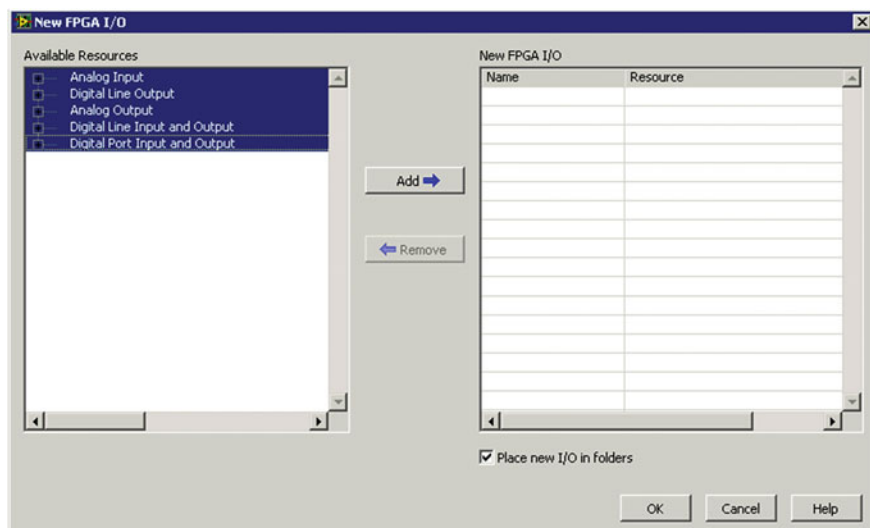 New FPGA I/O
Available Resources
Analog Input
Digital Line Output
Analog Output
Digital Line Input and Output
Digital Port Input and Output
Add
Remove
New FPGA I/O
Name Resource
Place new I/O in folders
OK Cancel Help